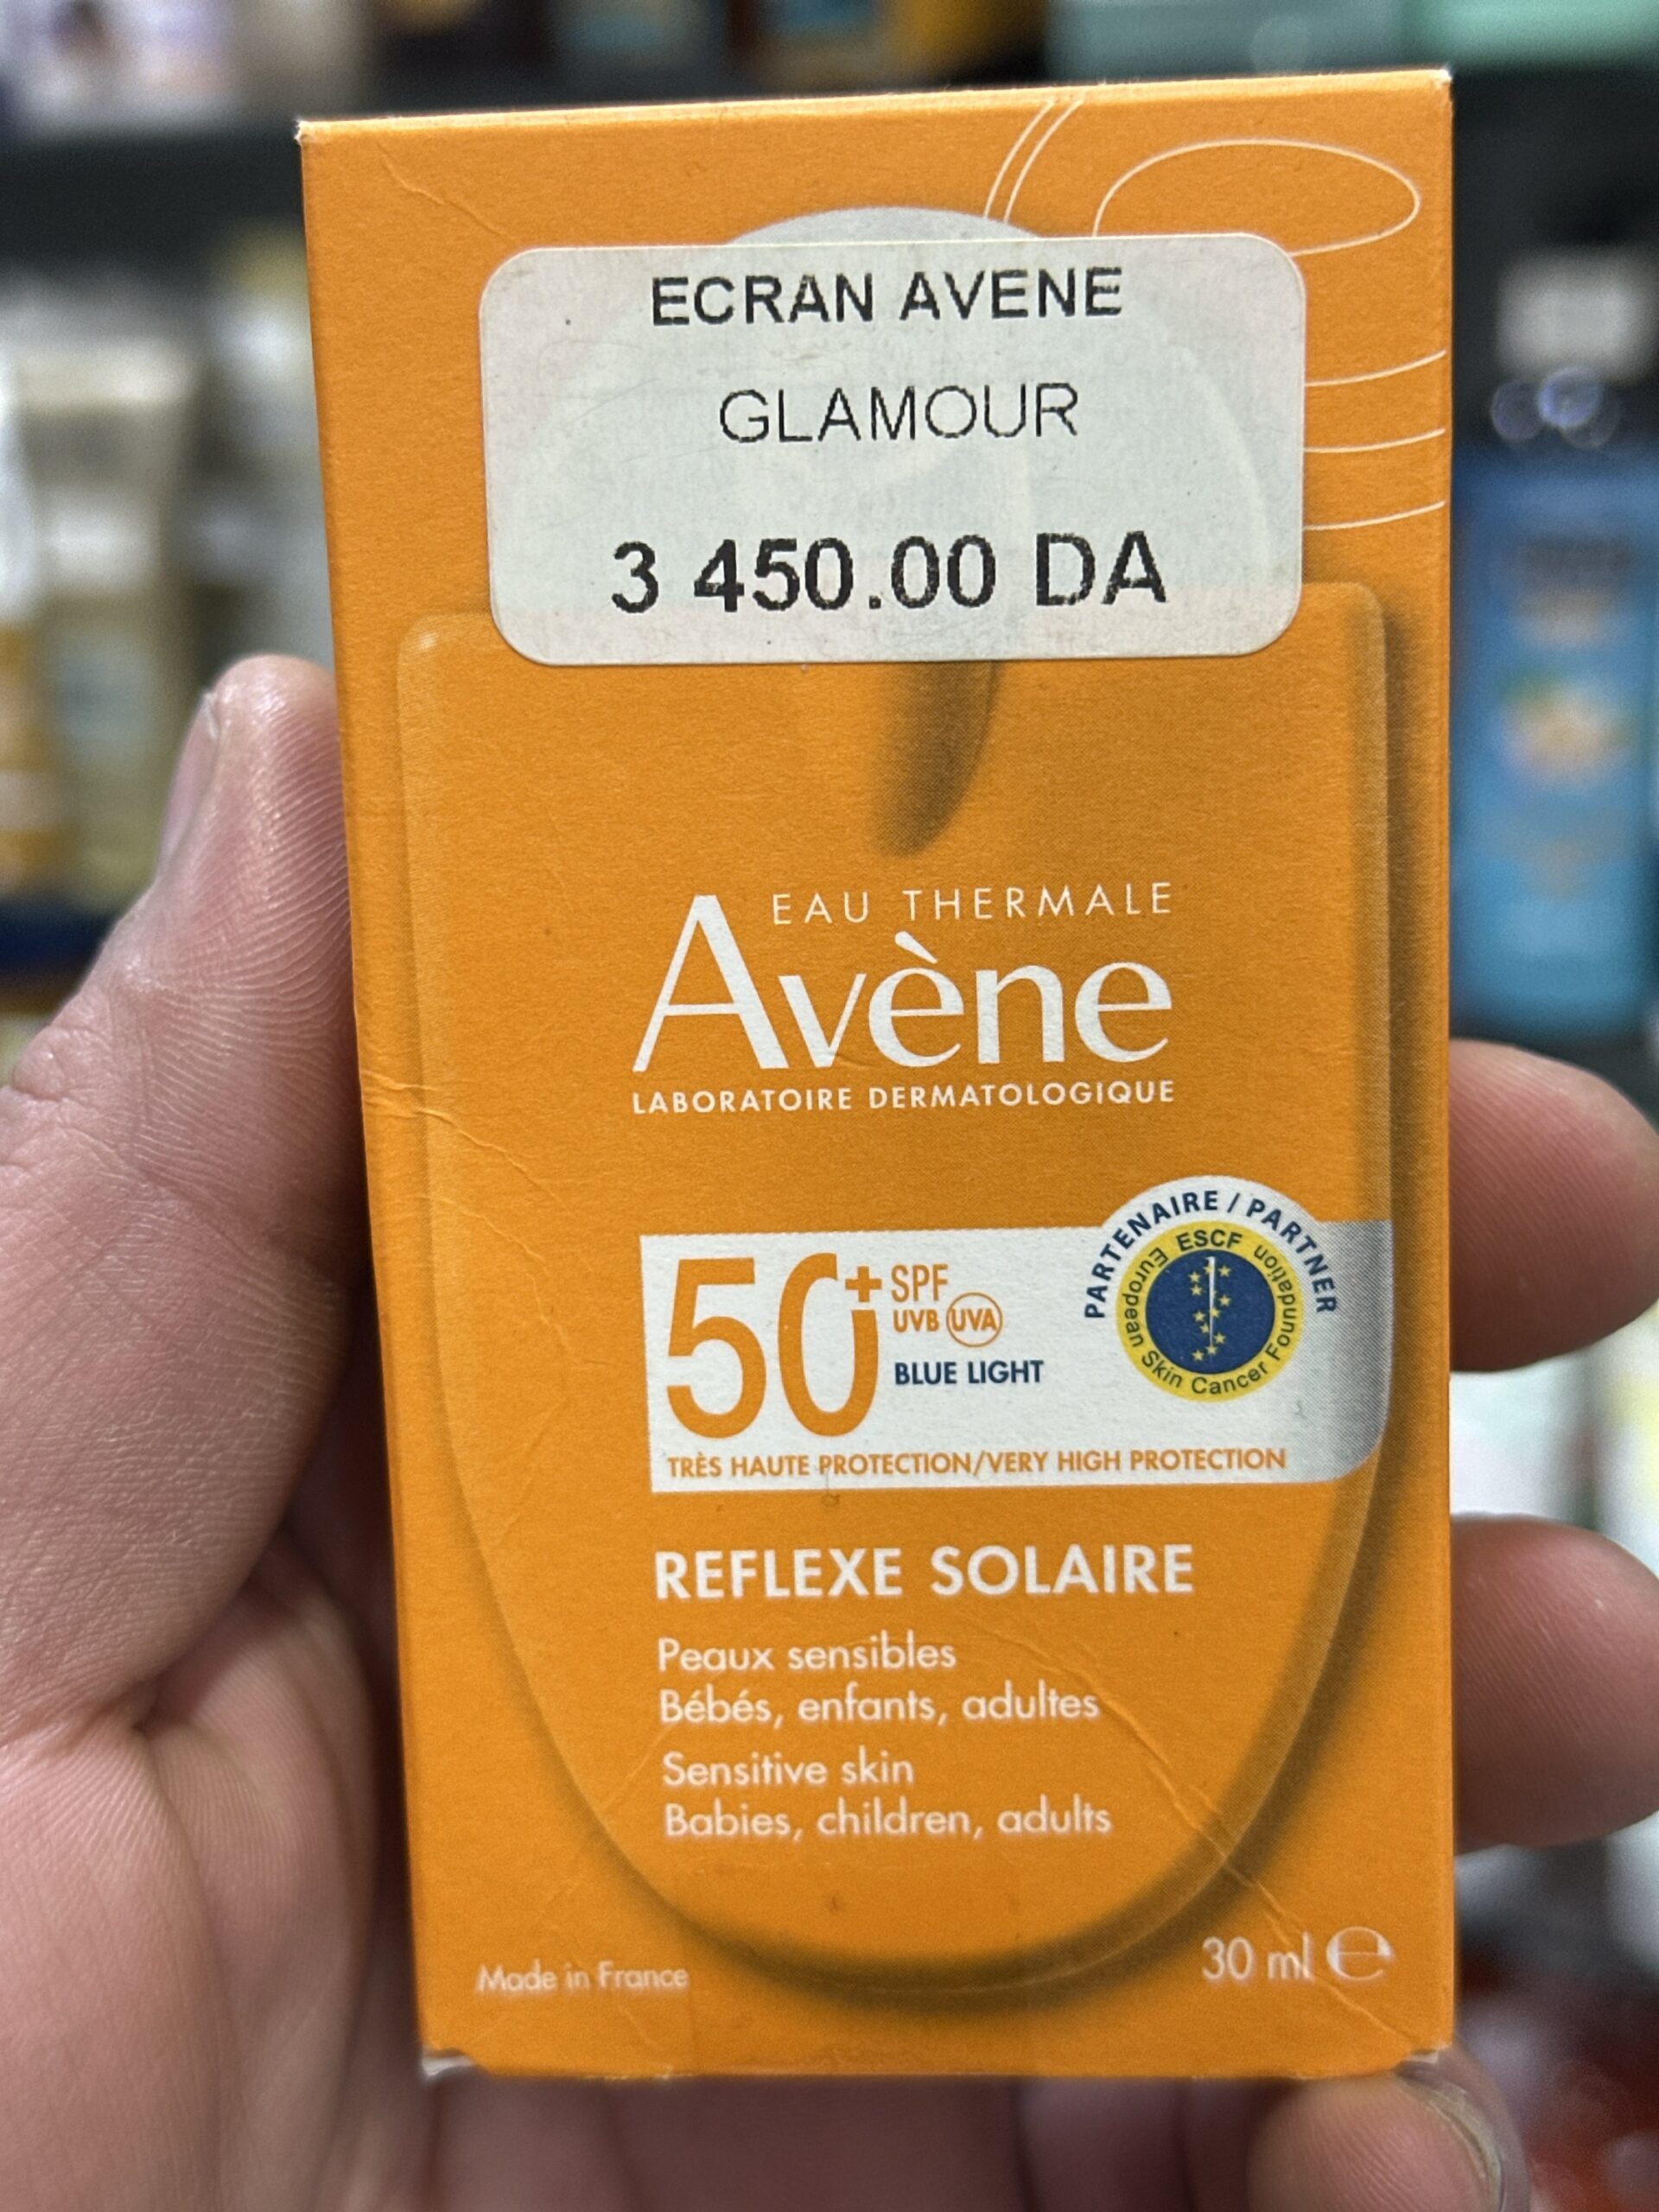 ECRAN AVENE
GLAMOUR
3 450.00 DA
EAU THERMALE
Avène
LABORATOIRE DERMATOLOGIQUE
50+ SPF
UVB UVA
BLUE LIGHT
PARTENAIRE / PARTNER
ESCF
European Skin Cancer Foundation
TRÈS HAUTE PROTECTION/VERY HIGH PROTECTION
REFLEXE SOLAIRE
Peaux sensibles
Bébés, enfants, adultes
Sensitive skin
Babies, children, adults
Made in France
30 ml ℮